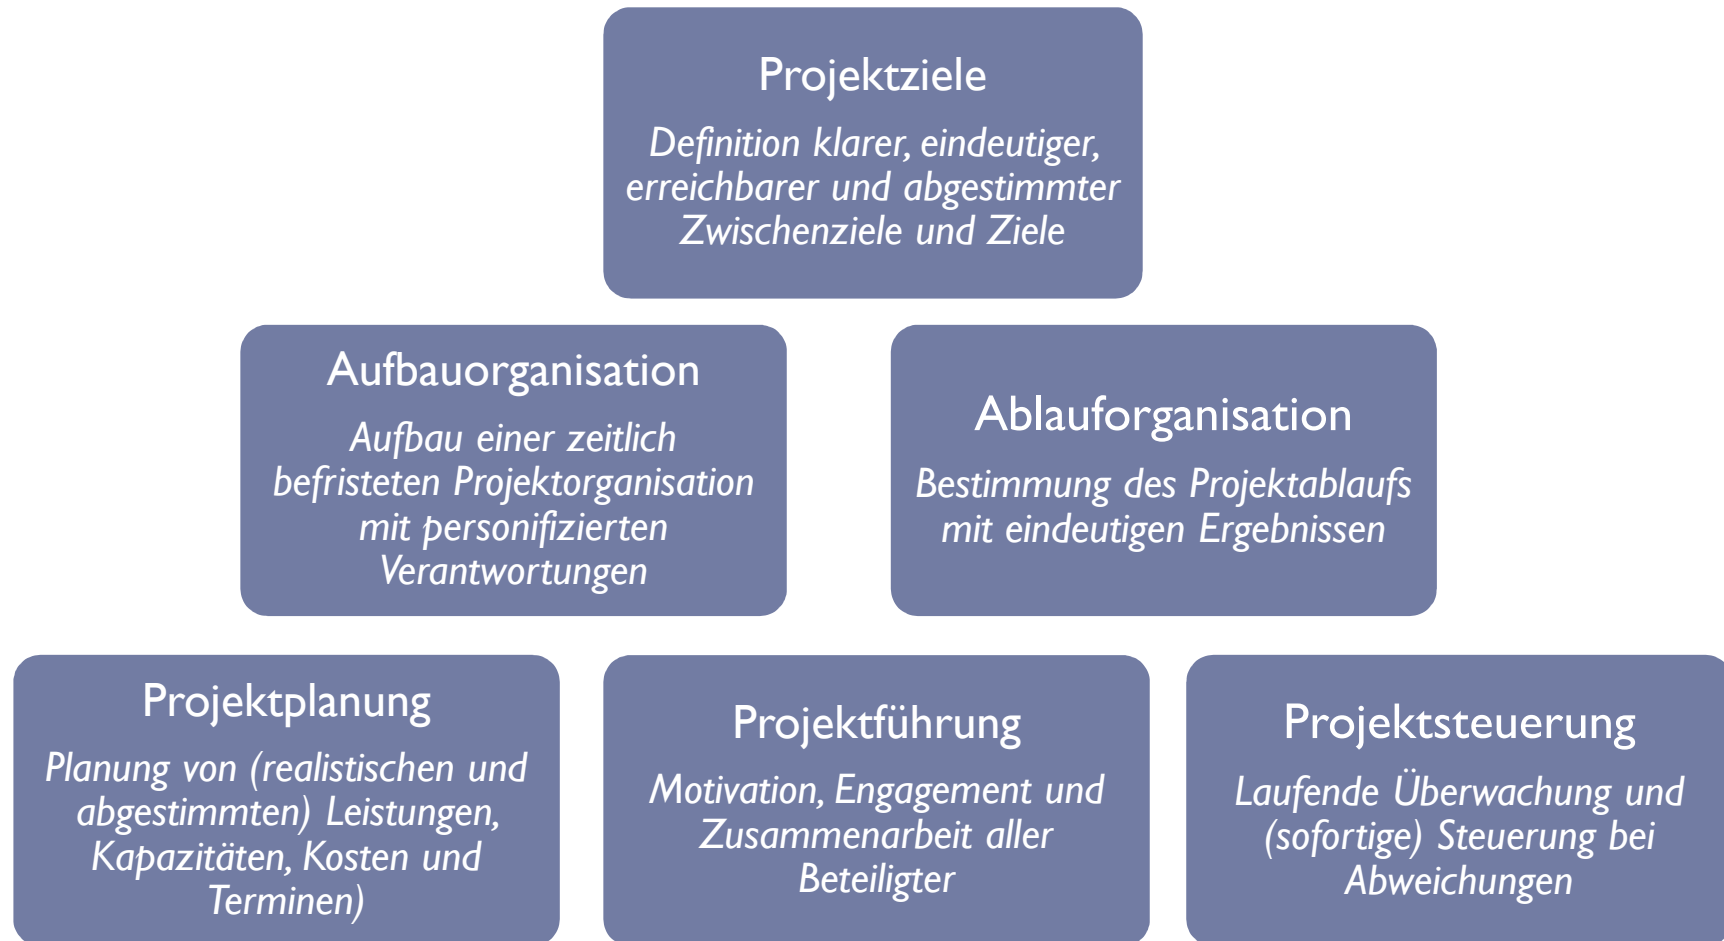 Projektziele
Definition klarer, eindeutiger,
erreichbarer und abgestimmter
Zwischenziele und Ziele
Aufbauorganisation
Aufbau einer zeitlich
befristeten Projektorganisation
mit personifizierten
Verantwortungen
Ablauforganisation
Bestimmung des Projektablaufs
mit eindeutigen Ergebnissen
Projektplanung
Planung von (realistischen und
abgestimmten) Leistungen,
Kapazitäten, Kosten und
Terminen)
Projektführung
Motivation, Engagement und
Zusammenarbeit aller
Beteiligter
Projektsteuerung
Laufende Überwachung und
(sofortige) Steuerung bei
Abweichungen